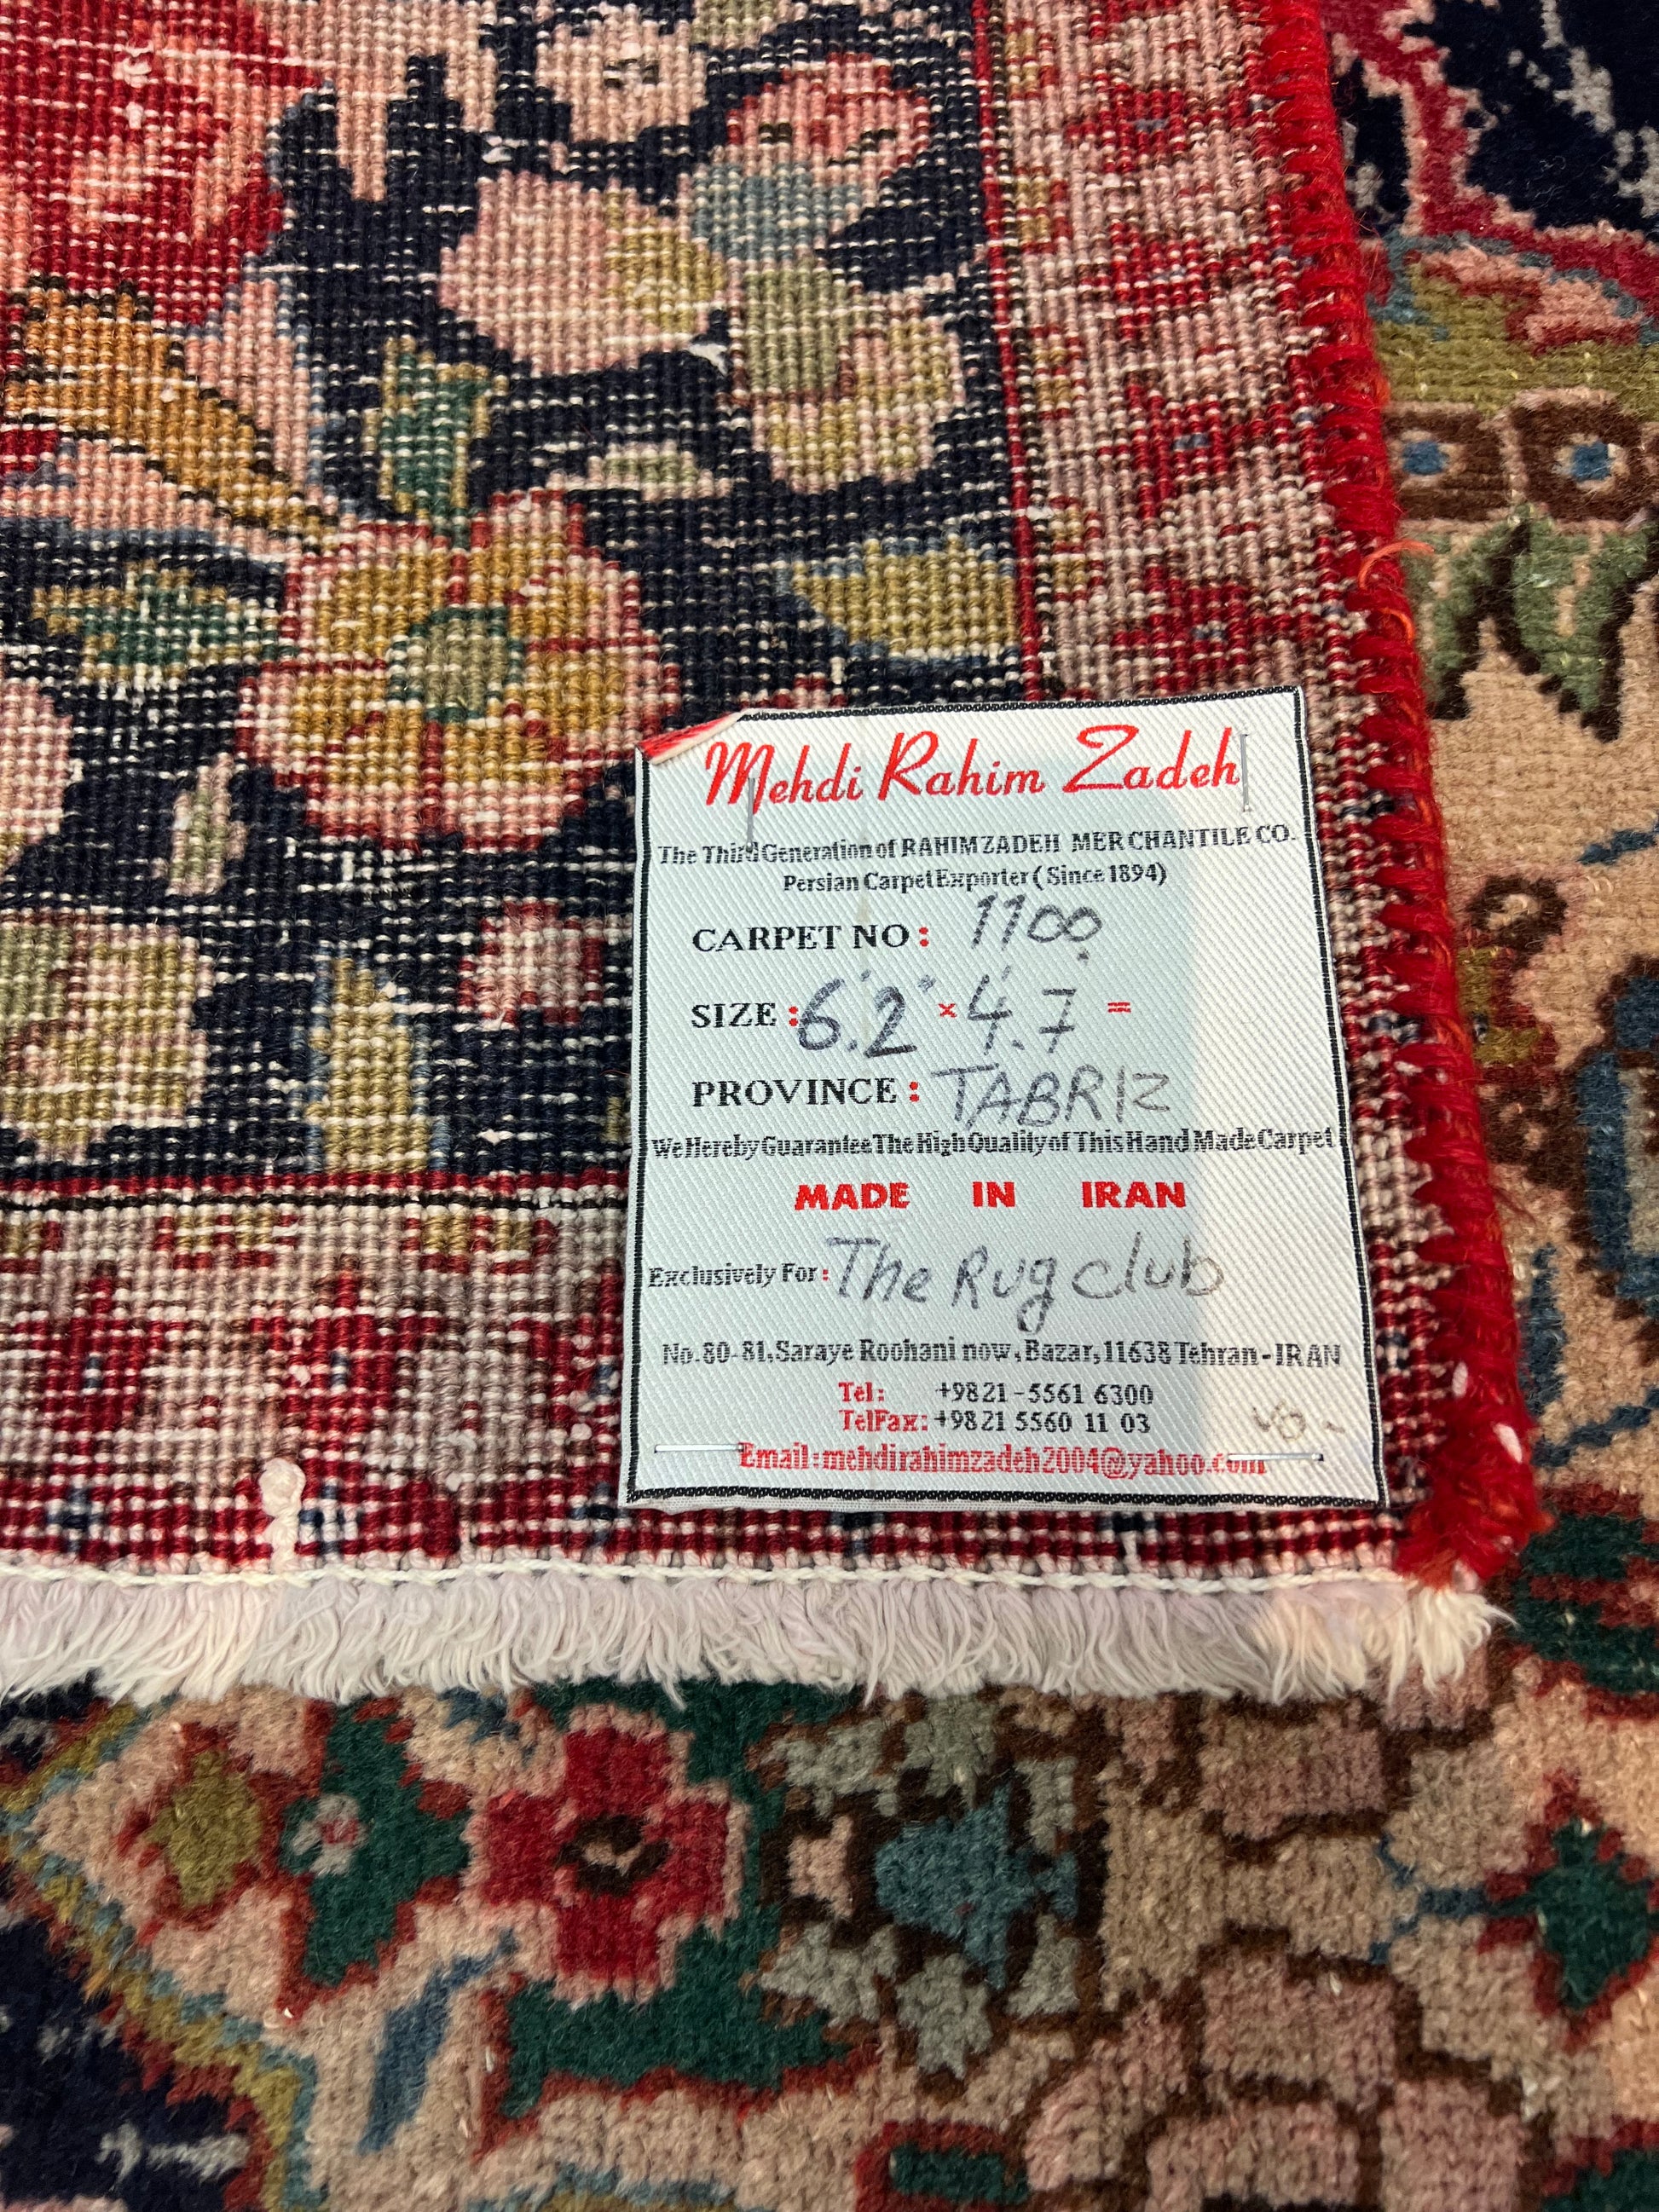 Mehdi Rahim Zadeh
The Third Generation of RAHIMZADEH MERCHANTILE CO.
Persian Carpet Exporter (Since 1894)
CARPET NO: 1100
SIZE: 6'.2" × 4'.7 =
PROVINCE: TABRIZ
We Hereby Guarantee The High Quality of This Hand Made Carpet
MADE IN IRAN
Exclusively For: The Rug club
No.80-81, Saraye Roohani now, Bazar, 11638 Tehran-IRAN
Tel: +9821-5561 6300
TelFax: +9821 5560 11 03
Email:mehdirahimzadeh2004@yahoo.com